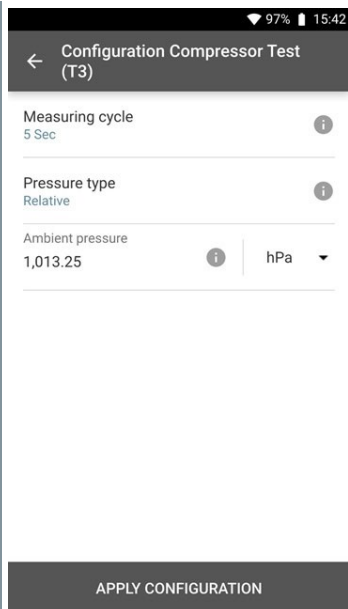 97% 15:42
Configuration Compressor Test
(T3)
Measuring cycle
5 Sec
Pressure type
Relative
Ambient pressure
1,013.25 hPa
APPLY CONFIGURATION